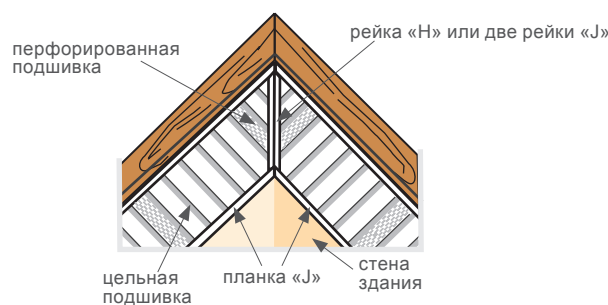 перфорированная
подшивка
рейка «H» или две рейки «J»
цельная
подшивка
планка «J»
стена
здания